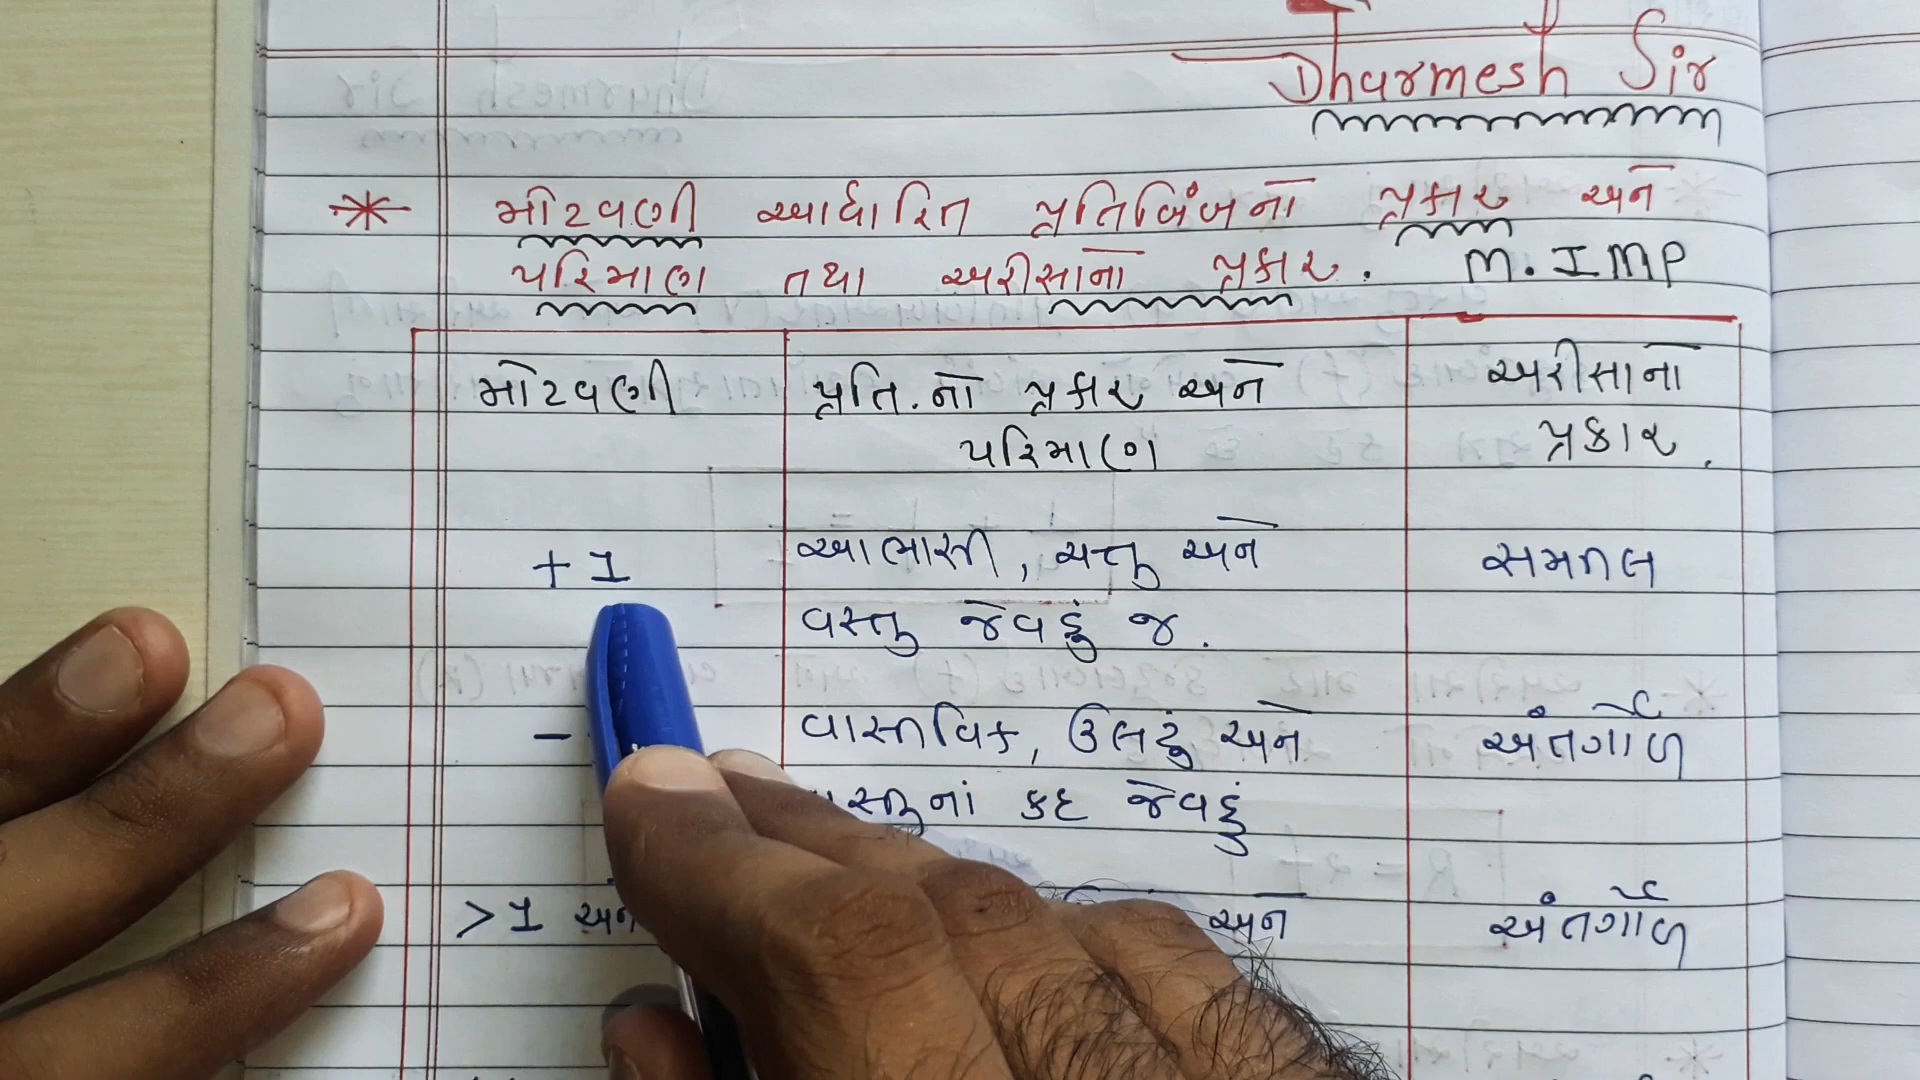 Dharmesh Sir
* મોટવણી આધારિત પ્રતિબિંબનો પ્રકાર અને
પરિમાણ તથા અરીસાનો પ્રકાર. M. IMP
મોટવણી
પ્રતિ.નો પ્રકાર અને
પરિમાણ
અરીસાનો
પ્રકાર.
+1
આભાસી, ચત્તુ અને
વસ્તુ જેવડું જ.
સમતલ
-
વાસ્તવિક, ઉલટું અને
કદ જેવડું
અંતર્ગોળ
>1 અને
અને
અંતર્ગોળ